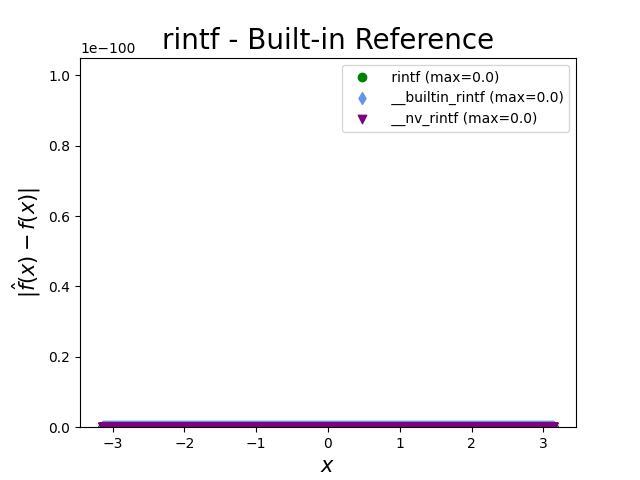 rintf - Built-in Reference
1e−100
rintf (max=0.0)
__builtin_rintf (max=0.0)
__nv_rintf (max=0.0)
1.0
0.8
0.6
0.4
0.2
0.0
|f̂(x) − f(x)|
−3
−2
−1
0
1
2
3
x